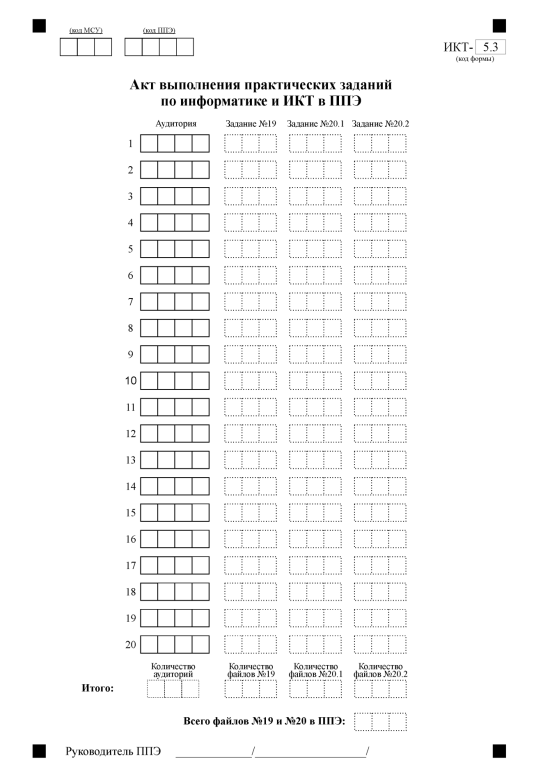 (код МСУ) (код ППЭ)
ИКТ- 5.3
(код формы)
Акт выполнения практических заданий
по информатике и ИКТ в ППЭ
Аудитория Задание №19 Задание №20.1 Задание №20.2
1
2
3
4
5
6
7
8
9
10
11
12
13
14
15
16
17
18
19
20
Количество Количество Количество Количество
аудиторий файлов №19 файлов №20.1 файлов №20.2
Итого:
Всего файлов №19 и №20 в ППЭ:
Руководитель ППЭ ____________/__________________/